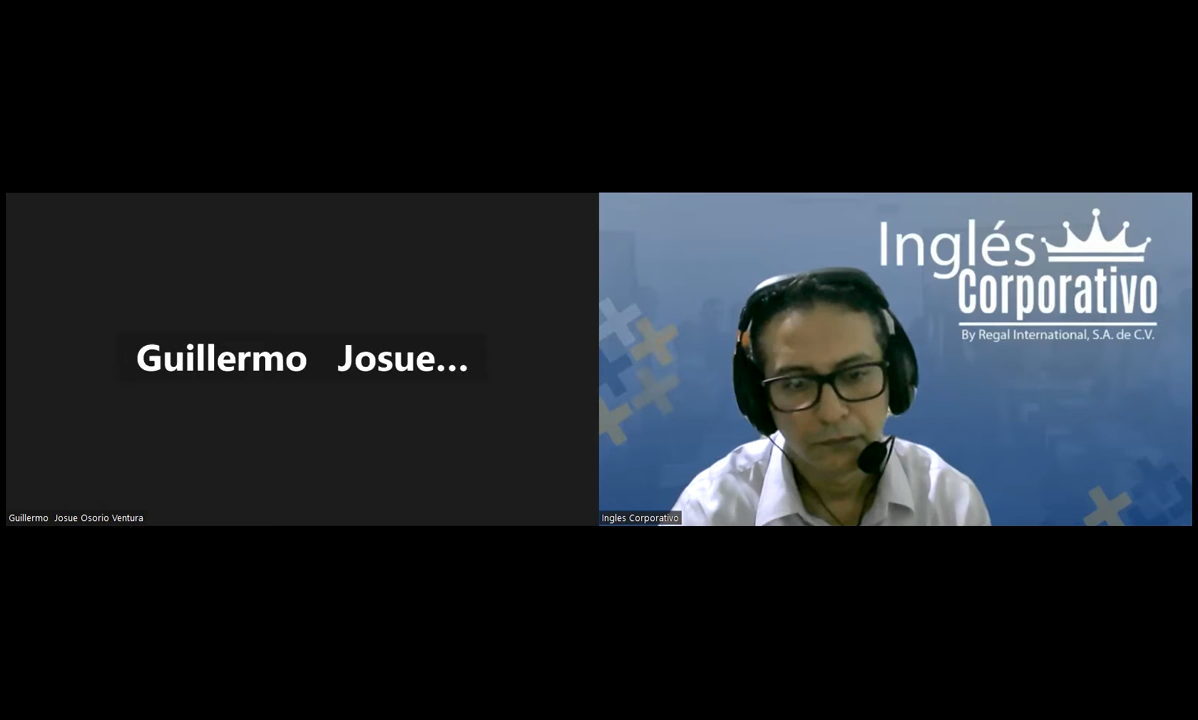 Guillermo Josue...
Guillermo Josue Osorio Ventura
Inglés
Corporativo
By Regal International, S.A. de C.V.
Ingles Corporativo